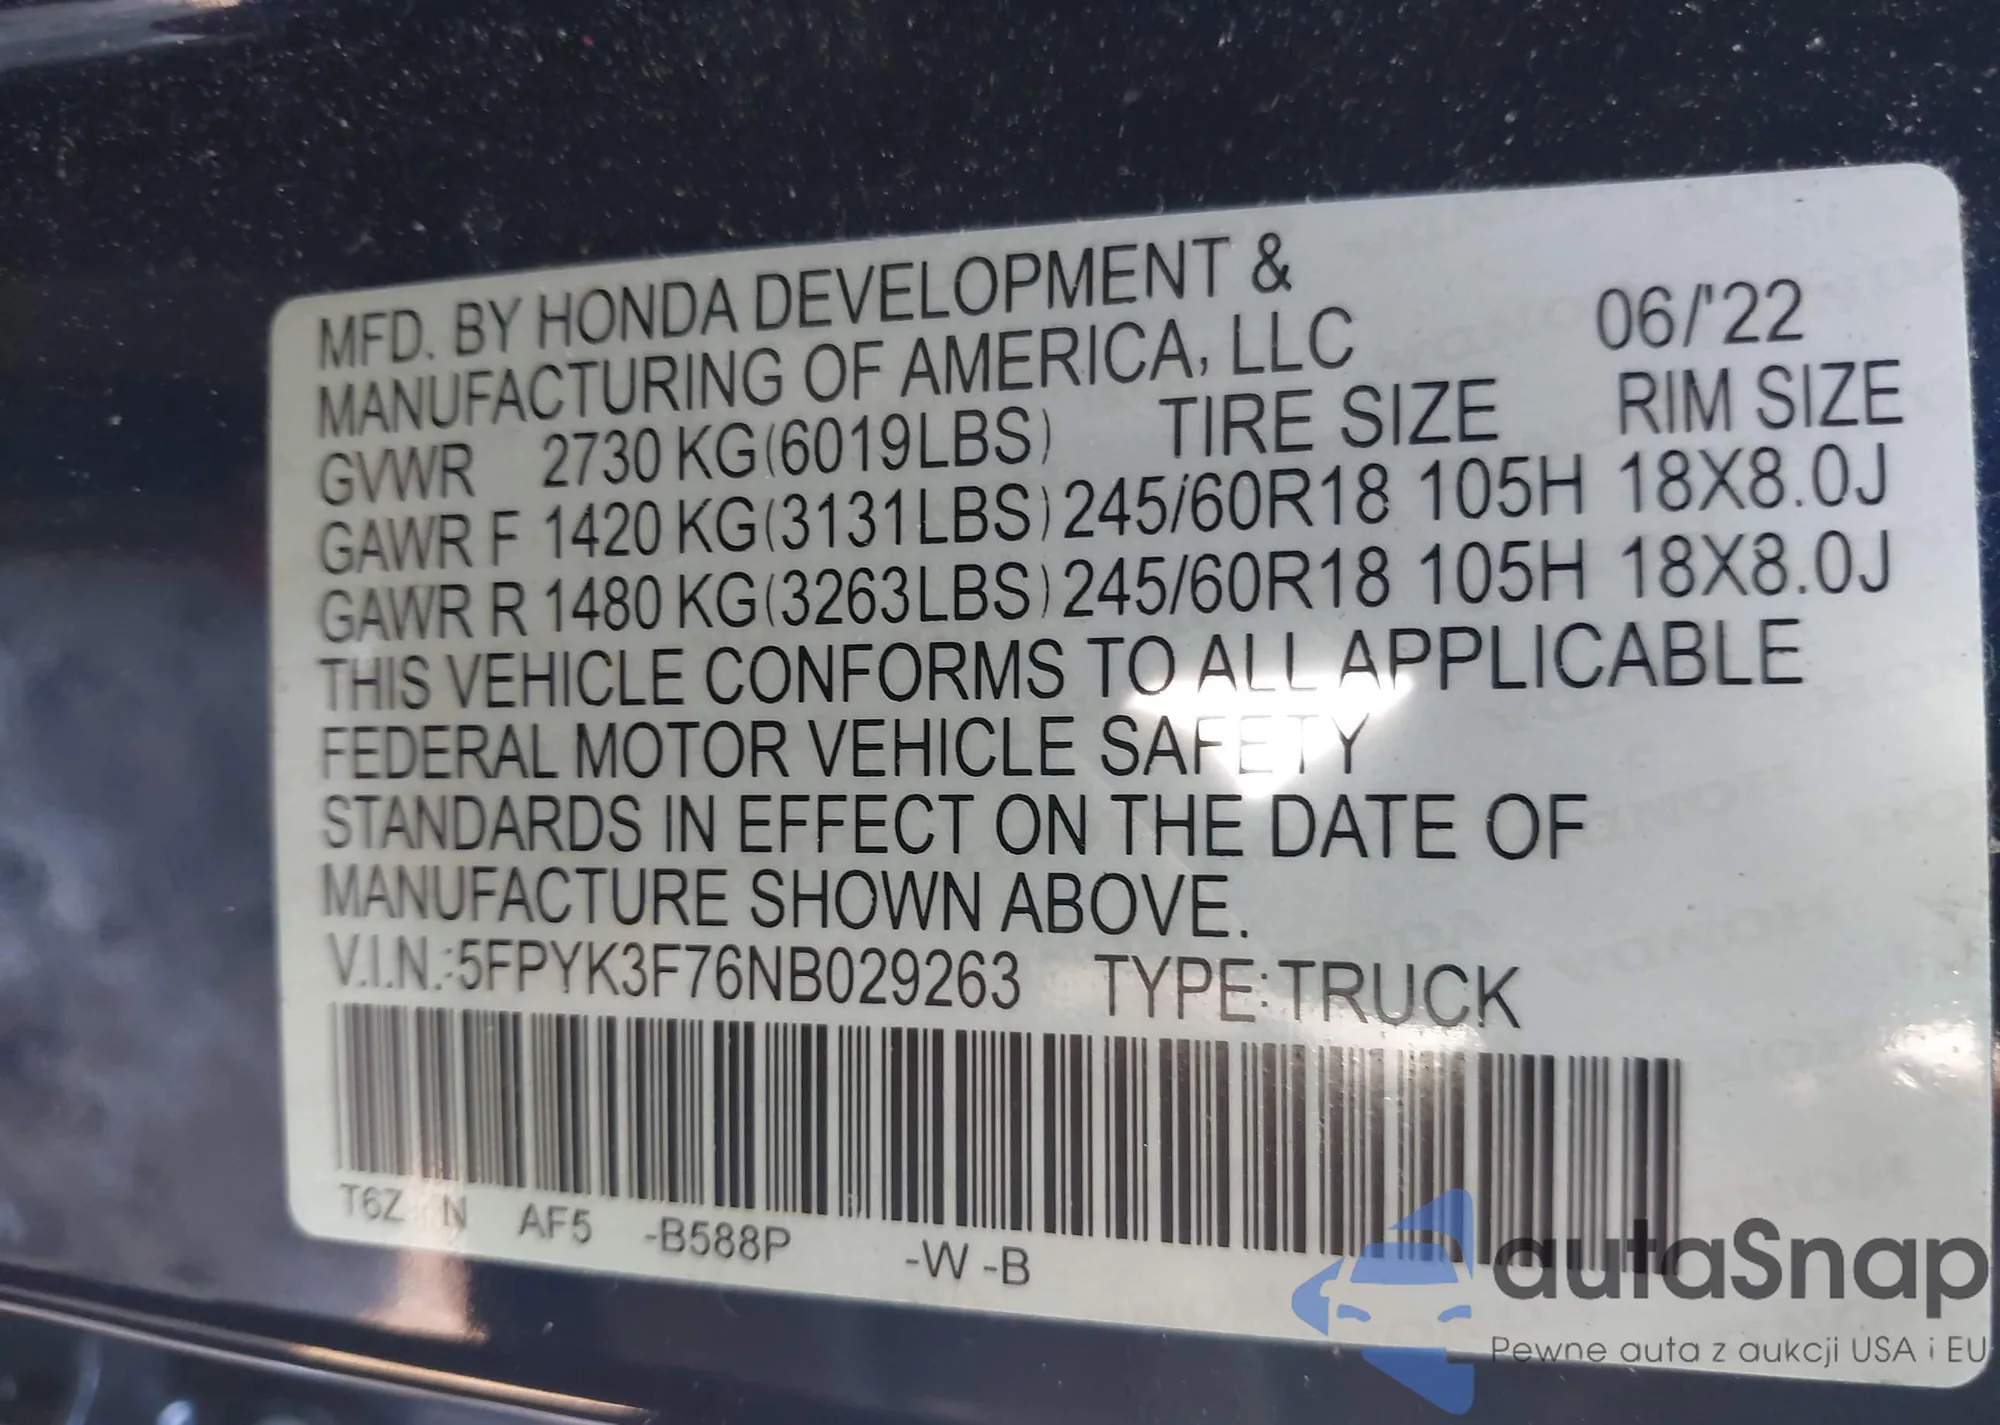 MFD. BY HONDA DEVELOPMENT &
MANUFACTURING OF AMERICA, LLC 06/'22
GVWR 2730 KG(6019LBS) TIRE SIZE RIM SIZE
GAWR F 1420 KG(3131LBS) 245/60R18 105H 18X8.0J
GAWR R 1480 KG(3263LBS) 245/60R18 105H 18X8.0J
THIS VEHICLE CONFORMS TO ALL APPLICABLE
FEDERAL MOTOR VEHICLE SAFETY
STANDARDS IN EFFECT ON THE DATE OF
MANUFACTURE SHOWN ABOVE.
V.I.N.:5FPYK3F76NB029263 TYPE:TRUCK
T6Z N AF5 -B588P -W -B
autaSnap
Pewne auta z aukcji USA i EU